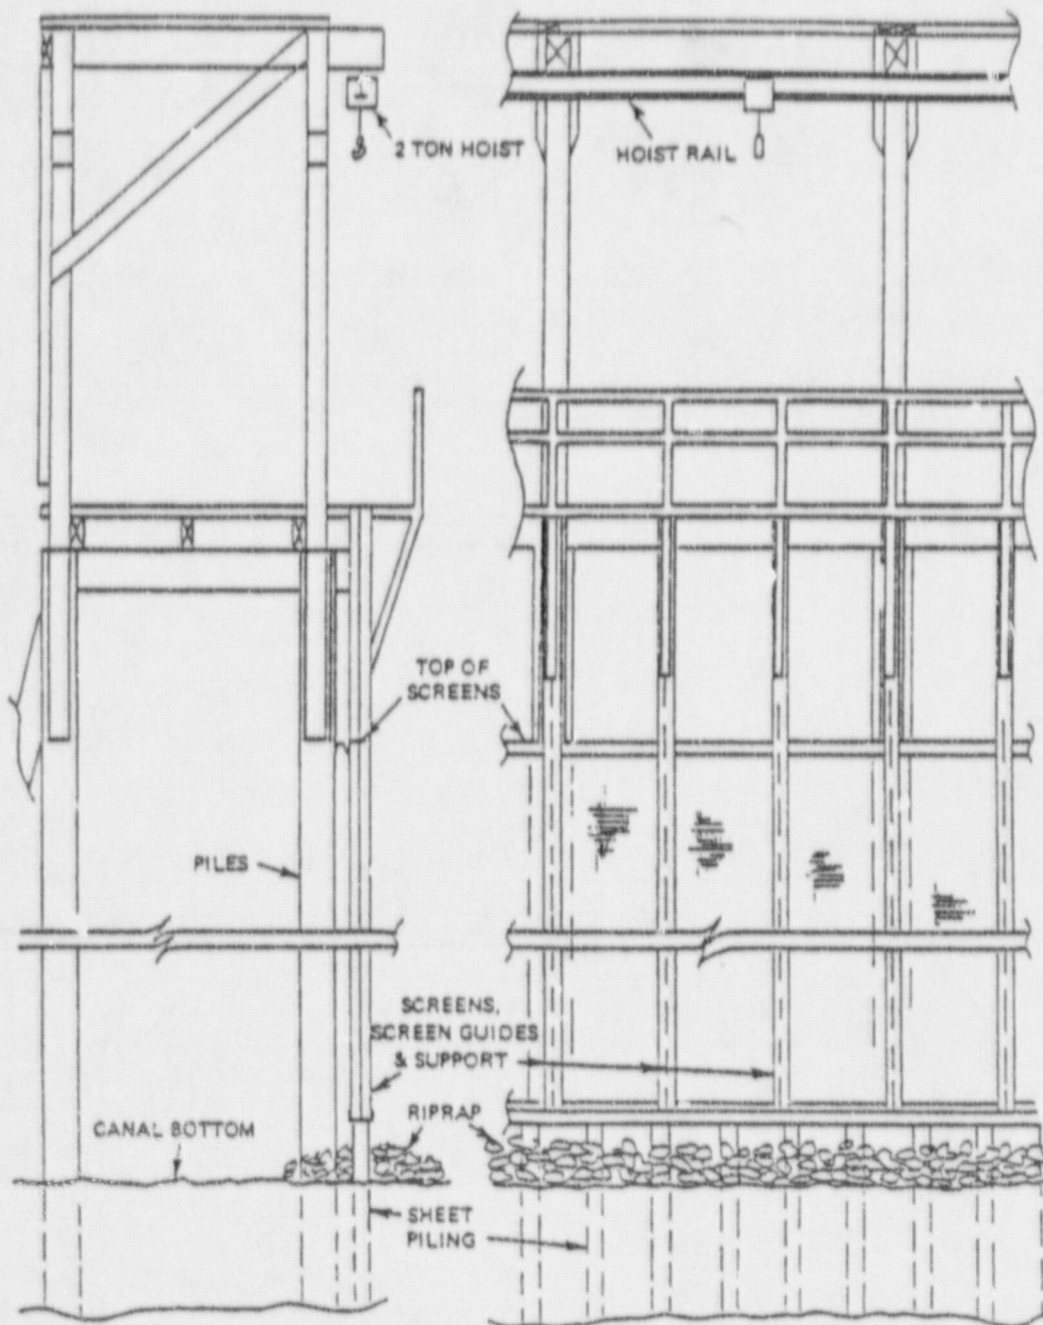 2 TON HOIST
HOIST RAIL
TOP OF
SCREENS
PILES
SCREENS,
SCREEN GUIDES
& SUPPORT
RIPRAP
CANAL BOTTOM
SHEET
PILING